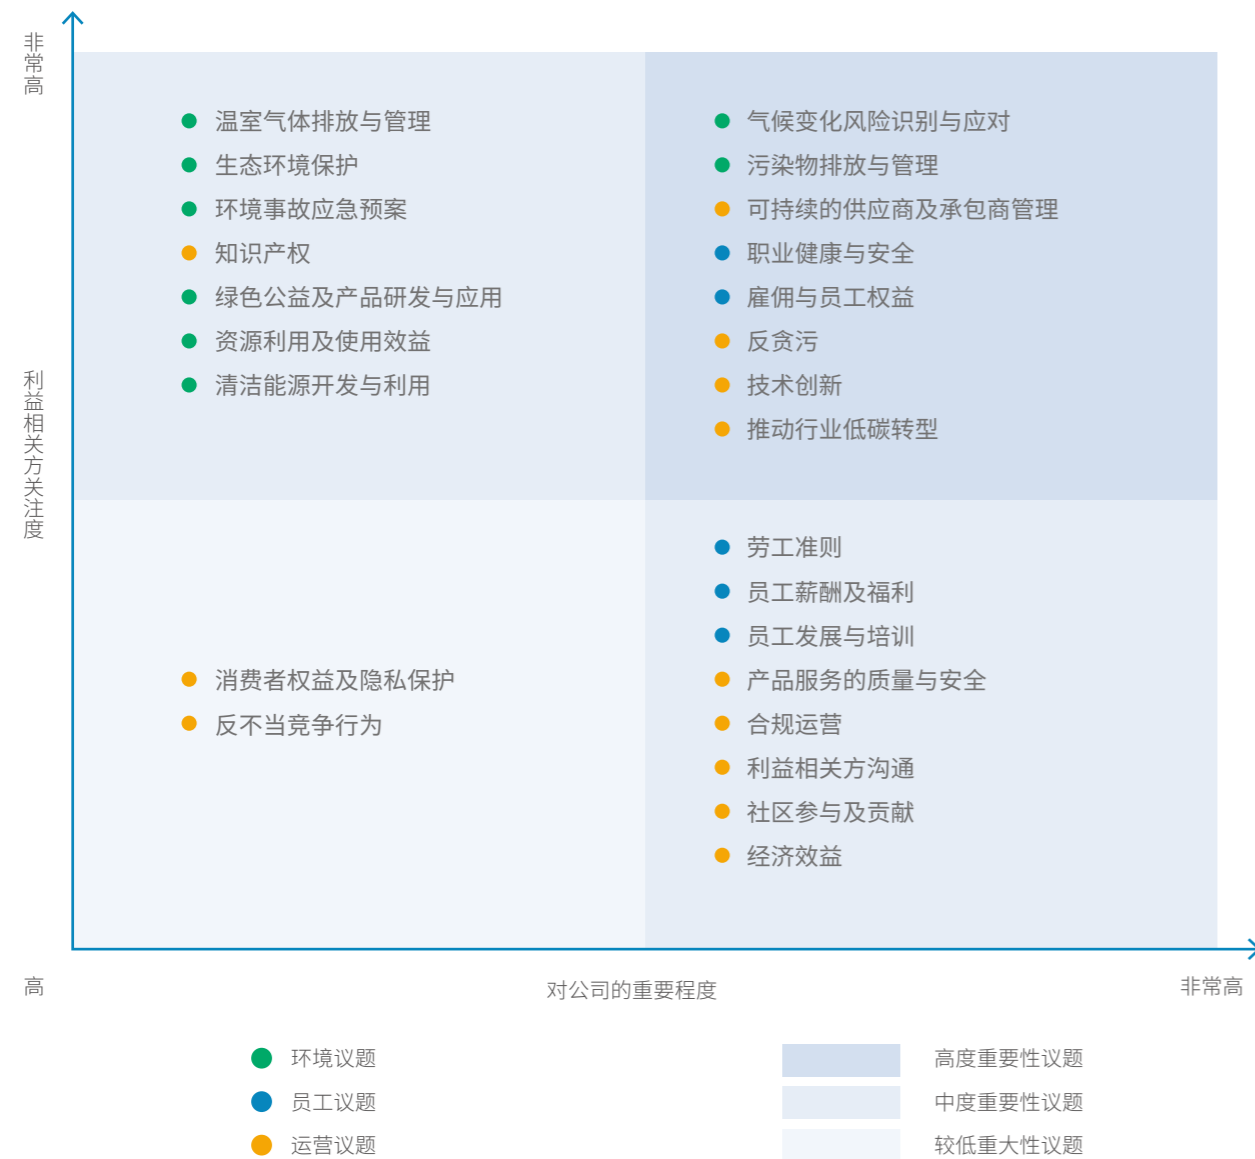 非常高
利益相关方关注度
温室气体排放与管理
生态环境保护
环境事故应急预案
知识产权
绿色公益及产品研发与应用
资源利用及使用效益
清洁能源开发与利用
气候变化风险识别与应对
污染物排放与管理
可持续的供应商及承包商管理
职业健康与安全
雇佣与员工权益
反贪污
技术创新
推动行业低碳转型
消费者权益及隐私保护
反不当竞争行为
劳工准则
员工薪酬及福利
员工发展与培训
产品服务的质量与安全
合规运营
利益相关方沟通
社区参与及贡献
经济效益
高
对公司的重要程度
非常高
环境议题
员工议题
运营议题
高度重要性议题
中度重要性议题
较低重大性议题